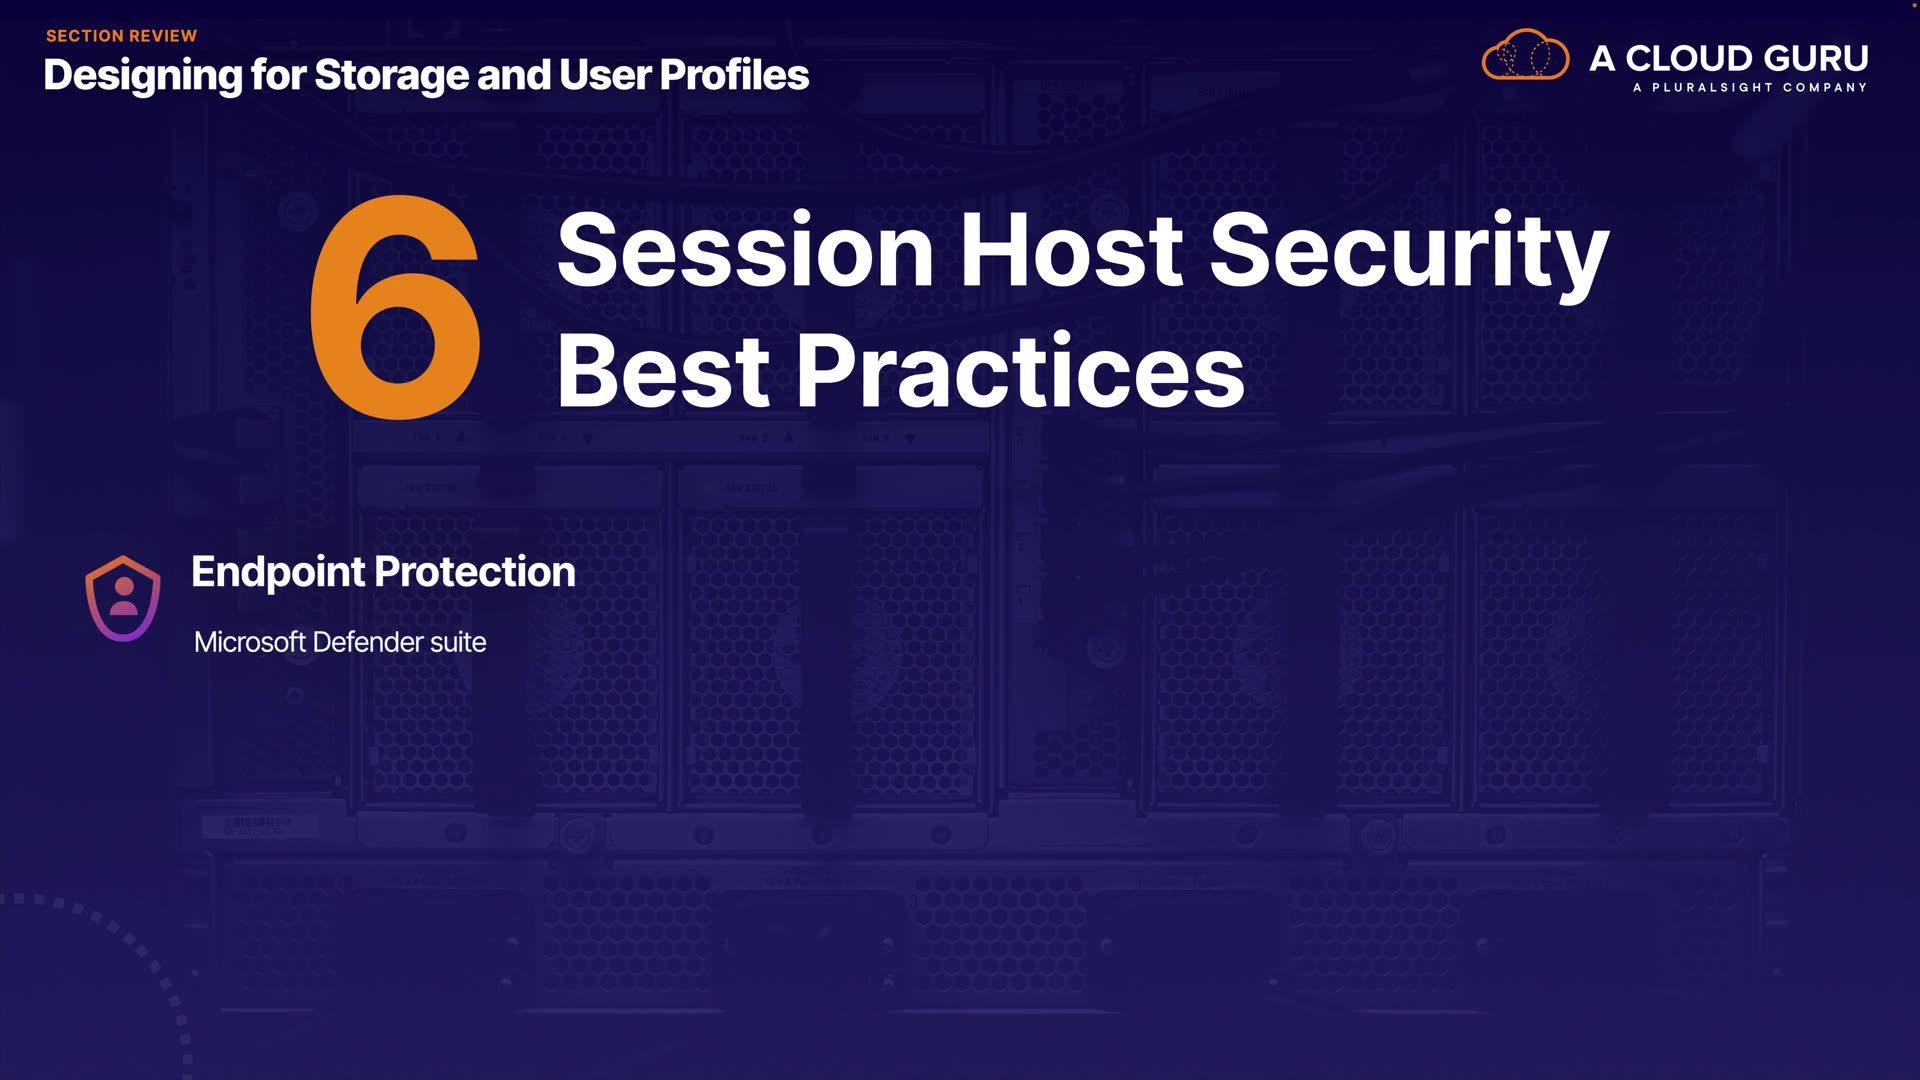 SECTION REVIEW
Designing for Storage and User Profiles
A CLOUD GURU
A PLURALSIGHT COMPANY
6
Session Host Security
Best Practices
Endpoint Protection
Microsoft Defender suite